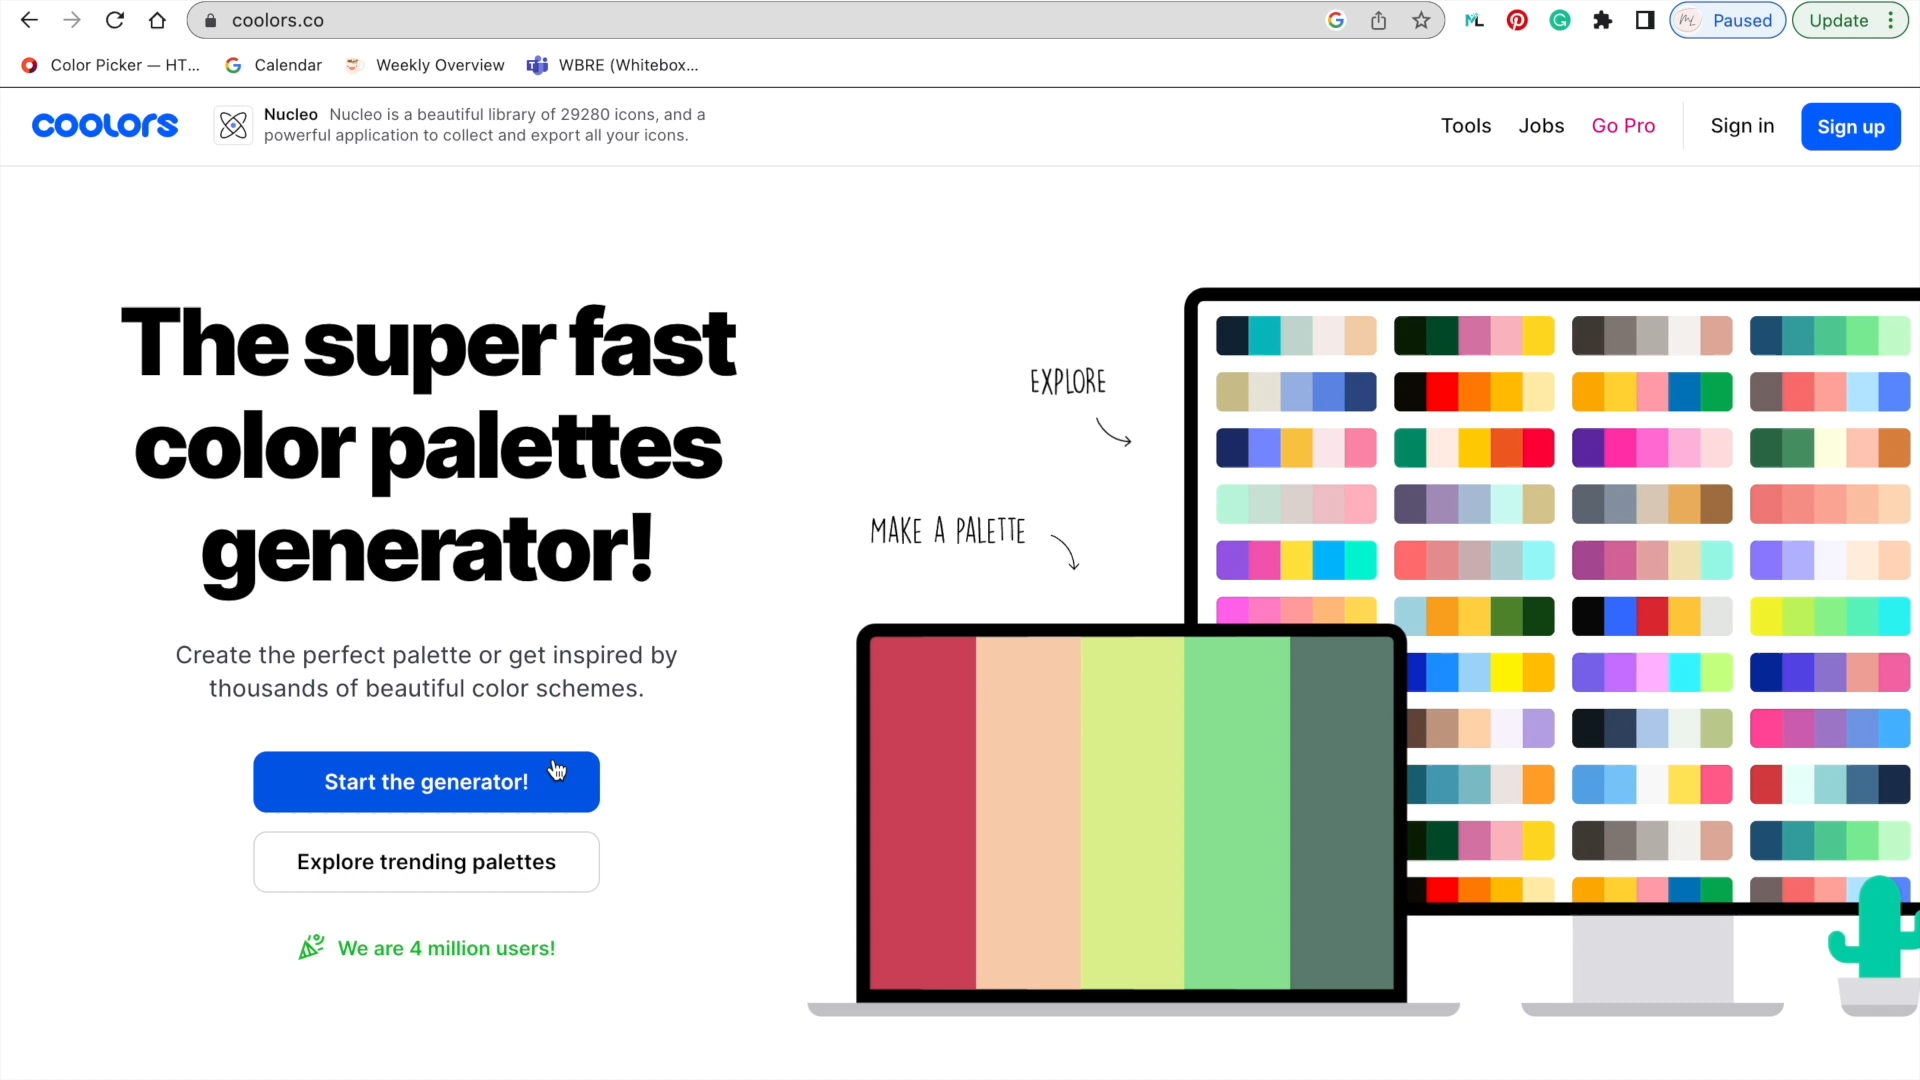 coolors.co
Paused
Update
Color Picker — HT...
Calendar
Weekly Overview
WBRE (Whitebox...
coolors
Nucleo Nucleo is a beautiful library of 29280 icons, and a
powerful application to collect and export all your icons.
Tools
Jobs
Go Pro
Sign in
Sign up
The super fast
color palettes
generator!
EXPLORE
MAKE A PALETTE
Create the perfect palette or get inspired by
thousands of beautiful color schemes.
Start the generator!
Explore trending palettes
We are 4 million users!